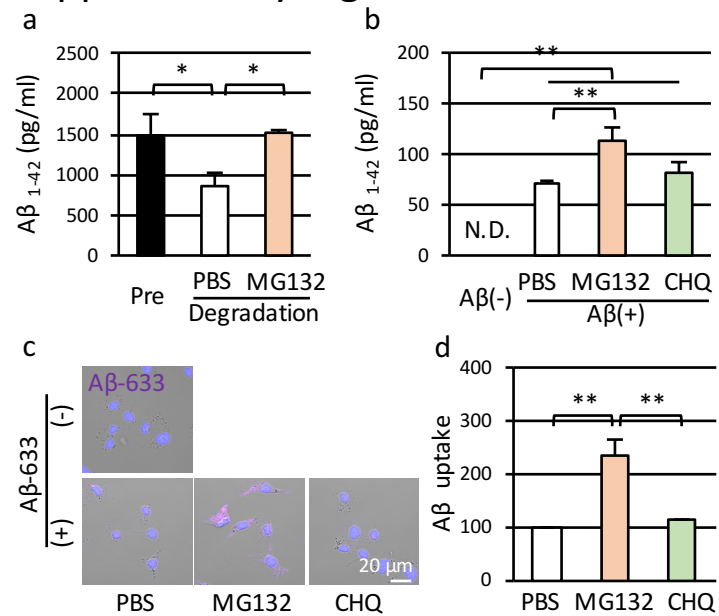 a
2500
2000
1500
1000
500
0
Aβ 1-42 (pg/ml)
* *
Pre
PBS MG132
Degradation
b
200
150
100
50
0
Aβ 1-42 (pg/ml)
**
**
N.D.
Aβ(-)
PBS MG132 CHQ
Aβ(+)
c
Aβ-633
Aβ-633
(-)
(+)
20 μm
PBS MG132 CHQ
d
400
300
200
100
0
Aβ uptake
** **
PBS MG132 CHQ